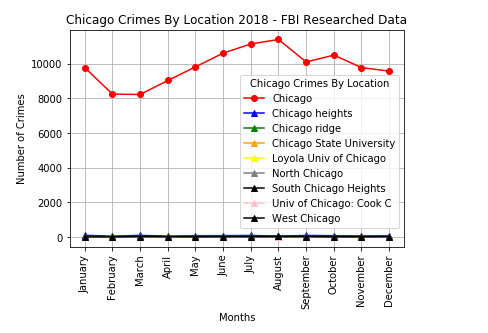 Chicago Crimes By Location 2018 - FBI Researched Data
Number of Crimes
10000
8000
6000
4000
2000
0
Chicago Crimes By Location
Chicago
Chicago heights
Chicago ridge
Chicago State University
Loyola Univ of Chicago
North Chicago
South Chicago Heights
Univ of Chicago: Cook C
West Chicago
January
February
March
April
May
June
July
August
September
October
November
December
Months